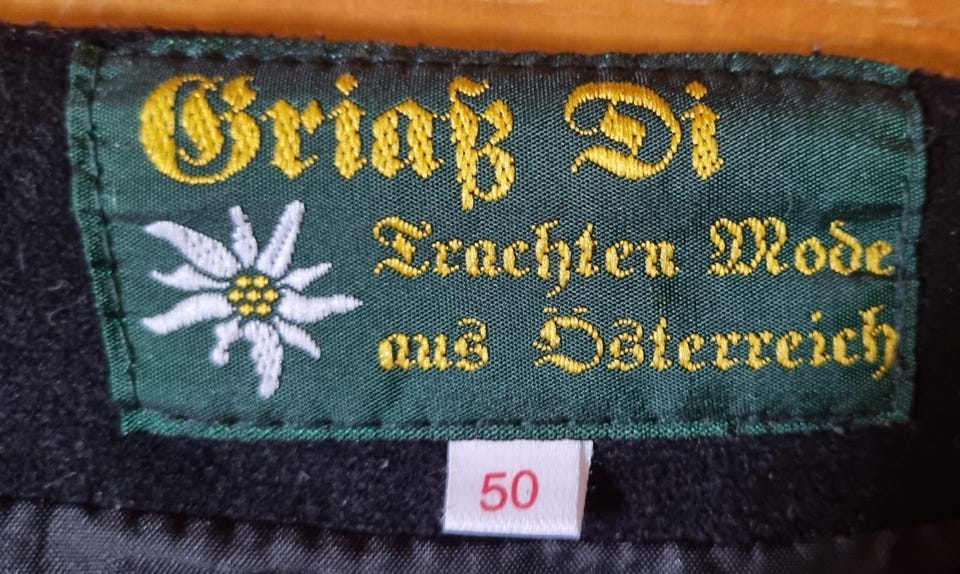 Griaß Di
Trachten Mode
aus Österreich
50